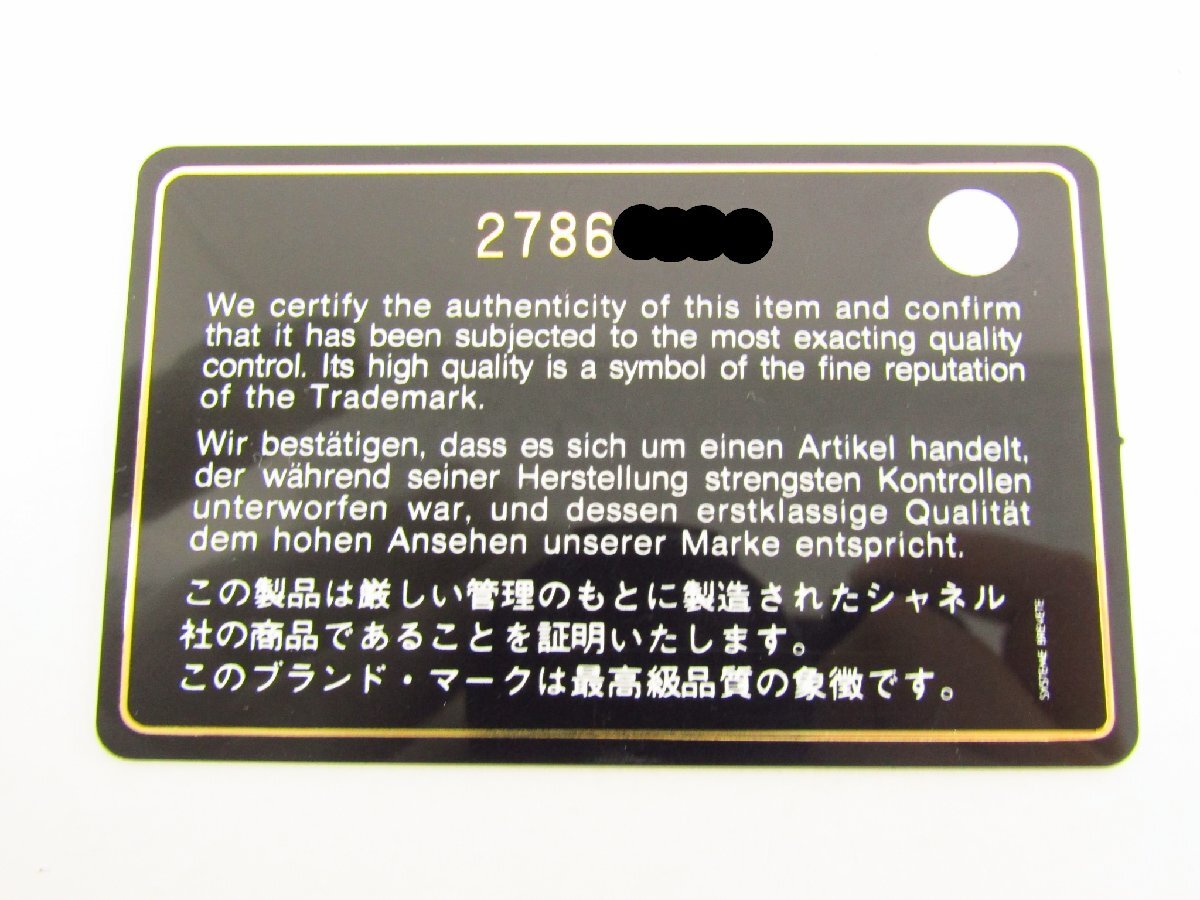 2786
We certify the authenticity of this item and confirm
that it has been subjected to the most exacting quality
control. Its high quality is a symbol of the fine reputation
of the Trademark.
Wir bestätigen, dass es sich um einen Artikel handelt,
der während seiner Herstellung strengsten Kontrollen
unterworfen war, und dessen erstklassige Qualität
dem hohen Ansehen unserer Marke entspricht.
この製品は厳しい管理のもとに製造されたシャネル
社の商品であることを証明いたします。
このブランド・マークは最高級品質の象徴です。